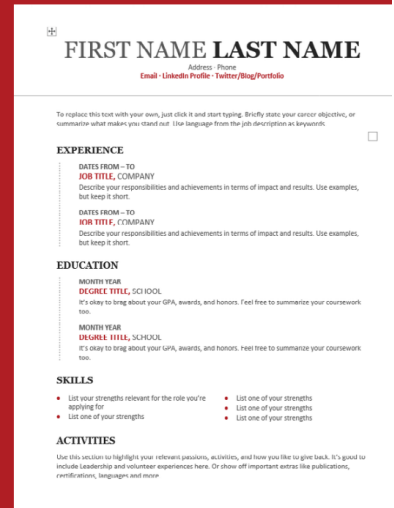 FIRST NAME LAST NAME
Address · Phone
Email · LinkedIn Profile · Twitter/Blog/Portfolio
To replace this text with your own, just click it and start typing. Briefly state your career objective, or
summarize what makes you stand out. Use language from the job description as keywords.
EXPERIENCE
DATES FROM – TO
JOB TITLE, COMPANY
Describe your responsibilities and achievements in terms of impact and results. Use examples,
but keep it short.
DATES FROM – TO
JOB TITLE, COMPANY
Describe your responsibilities and achievements in terms of impact and results. Use examples,
but keep it short.
EDUCATION
MONTH YEAR
DEGREE TITLE, SCHOOL
It's okay to brag about your GPA, awards, and honors. Feel free to summarize your coursework
too.
MONTH YEAR
DEGREE TITLE, SCHOOL
It's okay to brag about your GPA, awards, and honors. Feel free to summarize your coursework
too.
SKILLS
• List your strengths relevant for the role you're
applying for
• List one of your strengths
• List one of your strengths
• List one of your strengths
• List one of your strengths
ACTIVITIES
Use this section to highlight your relevant passions, activities, and how you like to give back. It's good to
include Leadership and volunteer experiences here. Or show off important extras like publications,
certifications, languages and more